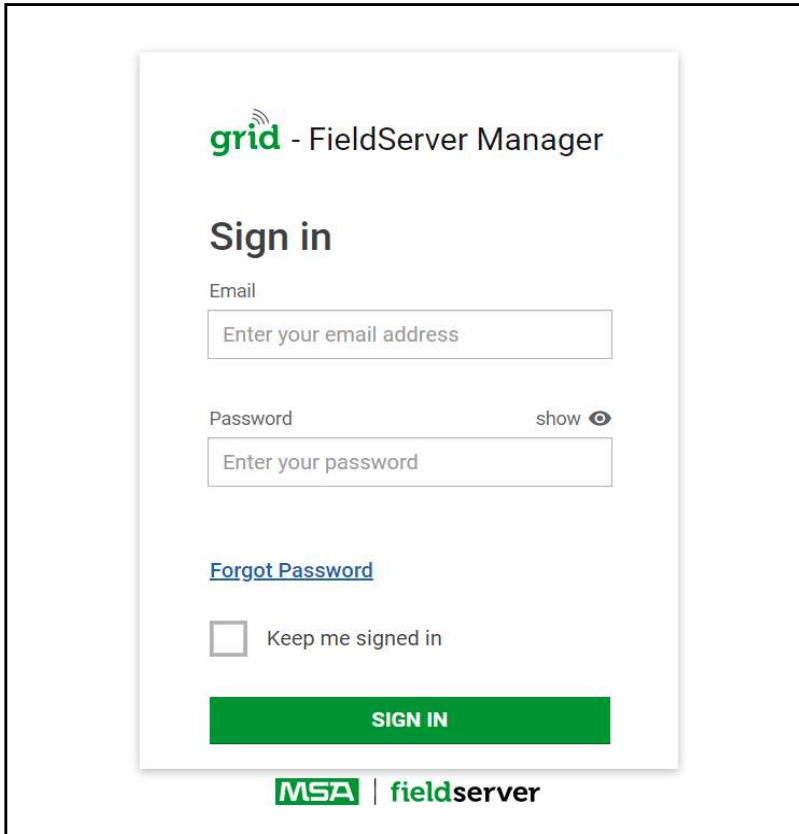 grid - FieldServer Manager
Sign in
Email
Enter your email address
Password show
Enter your password
Forgot Password
Keep me signed in
SIGN IN
MSA | fieldserver